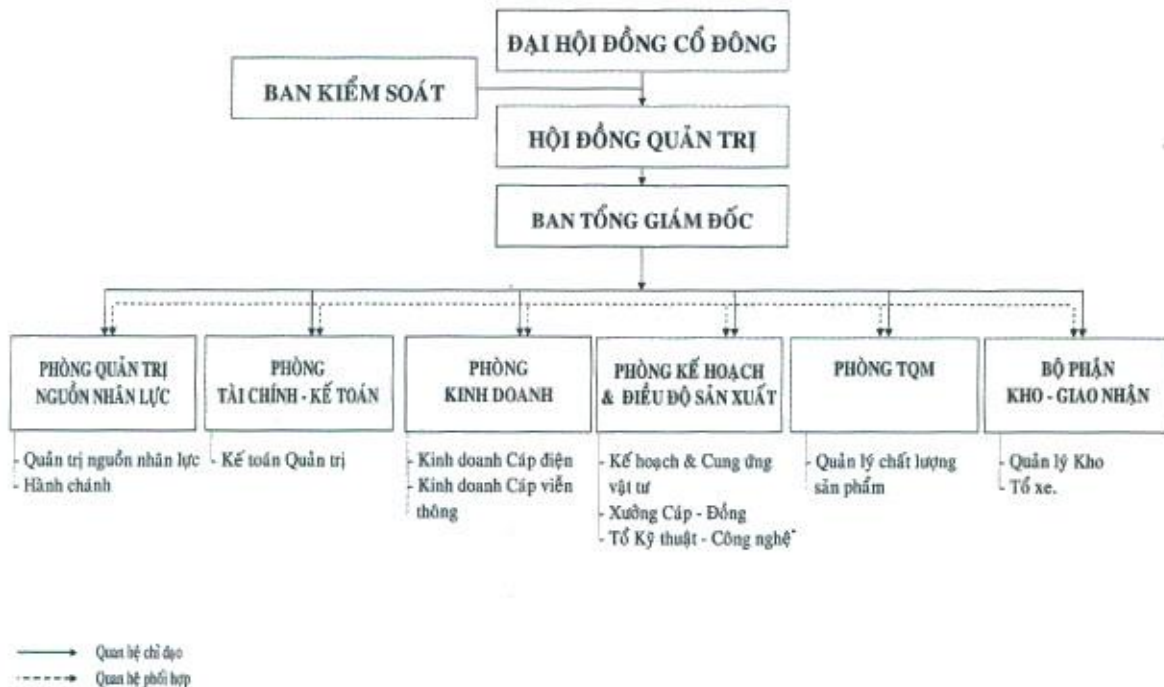 ĐẠI HỘI ĐỒNG CỔ ĐÔNG
BAN KIỂM SOÁT
HỘI ĐỒNG QUẢN TRỊ
BAN TỔNG GIÁM ĐỐC
PHÒNG QUẢN TRỊ
NGUỒN NHÂN LỰC
- Quản trị nguồn nhân lực
- Hành chánh
PHÒNG
TÀI CHÍNH - KẾ TOÁN
- Kế toán Quản trị
PHÒNG
KINH DOANH
- Kinh doanh Cáp điện
- Kinh doanh Cáp viễn
thông
PHÒNG KẾ HOẠCH
& ĐIỀU ĐỘ SẢN XUẤT
- Kế hoạch & Cung ứng
vật tư
- Xưởng Cáp - Đồng
- Tổ Kỹ thuật - Công nghệ
PHÒNG TQM
- Quản lý chất lượng
sản phẩm
BỘ PHẬN
KHO - GIAO NHẬN
- Quản lý Kho
- Tổ xe.
Quan hệ chỉ đạo
Quan hệ phối hợp